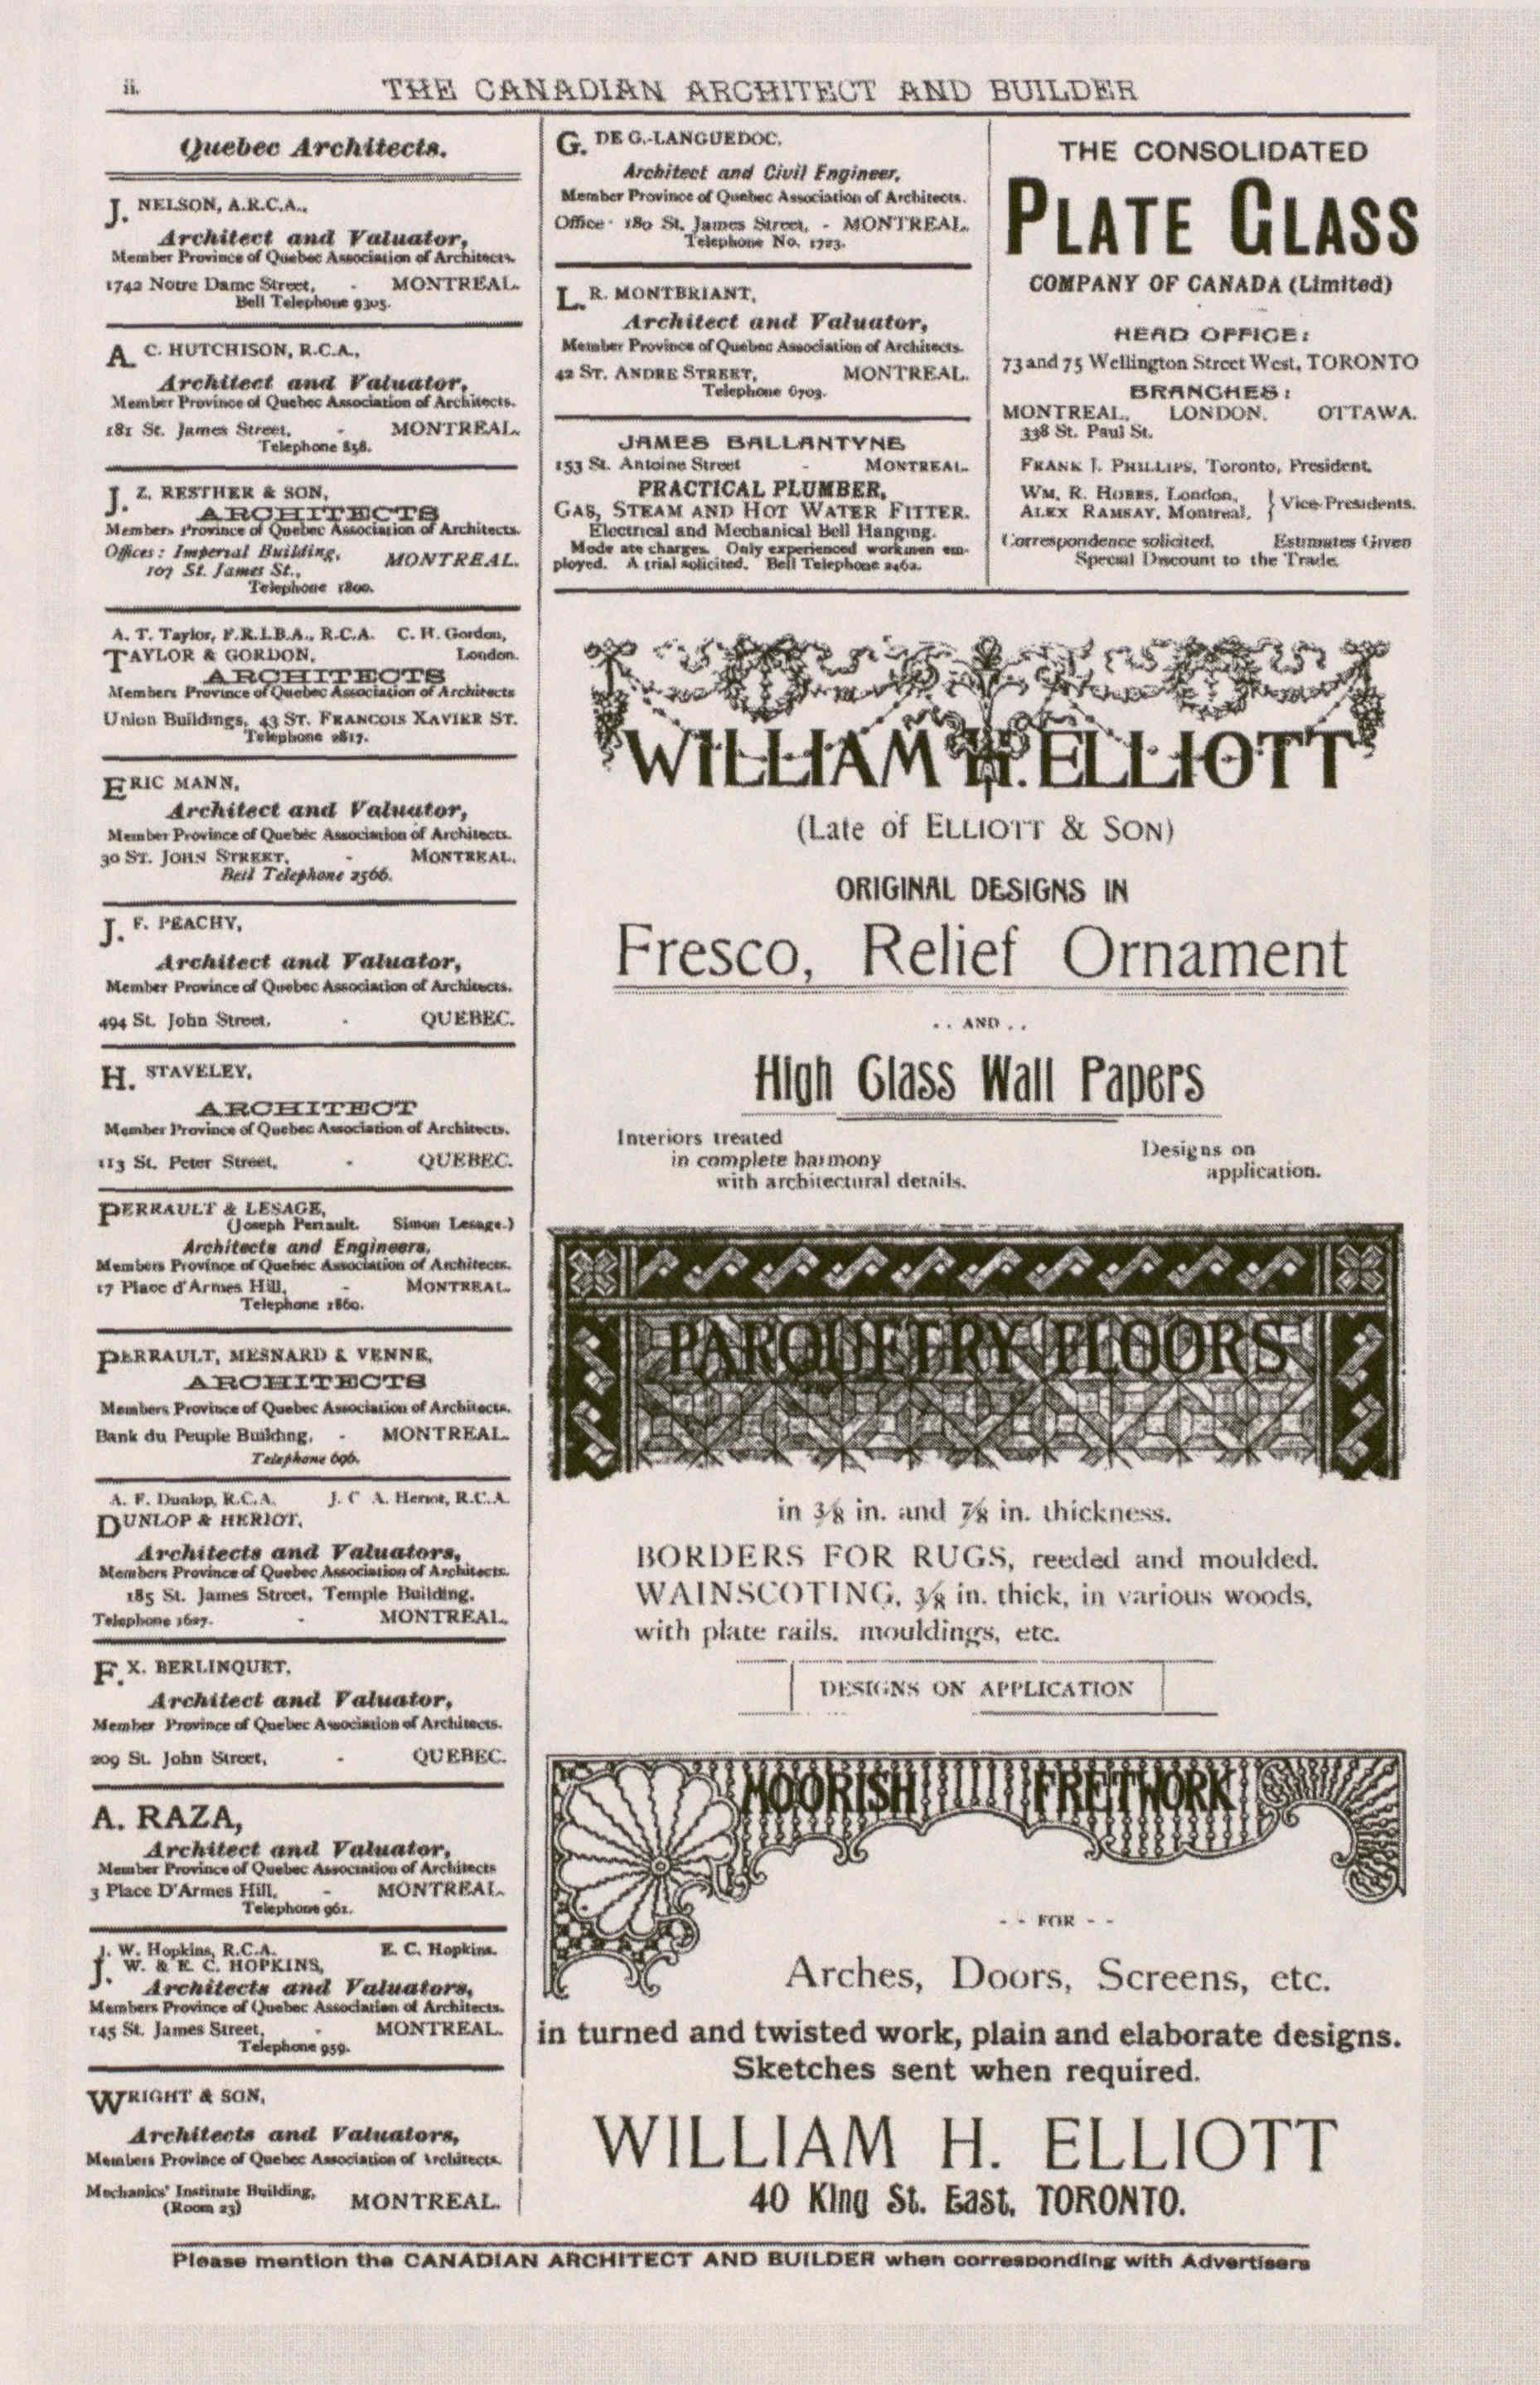 ii.
THE CANADIAN ARCHITECT AND BUILDER
Quebec Architects.
J. NELSON, A.R.C.A.,
Architect and Valuator,
Member Province of Quebec Association of Architects.
1742 Notre Dame Street, - MONTREAL.
Bell Telephone 9305.
A. C. HUTCHISON, R.C.A.,
Architect and Valuator,
Member Province of Quebec Association of Architects.
181 St. James Street, - MONTREAL.
Telephone 858.
J. Z. RESTHER & SON,
ARCHITECTS
Members Province of Quebec Association of Architects.
Offices: Imperial Building,
107 St. James St., MONTREAL.
Telephone 1800.
A. T. Taylor, F.R.I.B.A., R.C.A. C. H. Gordon,
TAYLOR & GORDON, London.
ARCHITECTS
Members Province of Quebec Association of Architects
Union Buildings, 43 ST. FRANCOIS XAVIER ST.
Telephone 2817.
ERIC MANN,
Architect and Valuator,
Member Province of Quebec Association of Architects.
30 ST. JOHN STREET, - MONTREAL.
Bell Telephone 2566.
J. F. PEACHY,
Architect and Valuator,
Member Province of Quebec Association of Architects.
494 St. John Street, - QUEBEC.
H. STAVELEY,
ARCHITECT
Member Province of Quebec Association of Architects.
113 St. Peter Street, - QUEBEC.
PERRAULT & LESAGE,
(Joseph Perrault. Simon Lesage.)
Architects and Engineers,
Members Province of Quebec Association of Architects.
17 Place d'Armes Hill, - MONTREAL.
Telephone 1860.
PERRAULT, MESNARD & VENNE,
ARCHITECTS
Members Province of Quebec Association of Architects.
Bank du Peuple Building, - MONTREAL.
Telephone 696.
A. F. Dunlop, R.C.A. J. C. A. Heriot, R.C.A.
DUNLOP & HERIOT,
Architects and Valuators,
Members Province of Quebec Association of Architects.
185 St. James Street, Temple Building,
Telephone 1627. - MONTREAL.
F. X. BERLINQUET,
Architect and Valuator,
Member Province of Quebec Association of Architects.
209 St. John Street, - QUEBEC.
A. RAZA,
Architect and Valuator,
Member Province of Quebec Association of Architects
3 Place D'Armes Hill, - MONTREAL.
Telephone 961.
J. W. Hopkins, R.C.A. E. C. Hopkins.
J. W. & E. C. HOPKINS,
Architects and Valuators,
Members Province of Quebec Association of Architects.
145 St. James Street, - MONTREAL.
Telephone 959.
WRIGHT & SON,
Architects and Valuators,
Members Province of Quebec Association of Architects.
Mechanics' Institute Building,
(Room 23) MONTREAL.
G. DE G.-LANGUEDOC,
Architect and Civil Engineer,
Member Province of Quebec Association of Architects.
Office: 180 St. James Street, - MONTREAL.
Telephone No. 1723.
L. R. MONTBRIANT,
Architect and Valuator,
Member Province of Quebec Association of Architects.
42 ST. ANDRE STREET, MONTREAL.
Telephone 6703.
JAMES BALLANTYNE
153 St. Antoine Street - MONTREAL.
PRACTICAL PLUMBER,
GAS, STEAM AND HOT WATER FITTER.
Electrical and Mechanical Bell Hanging.
Mode ate charges. Only experienced workmen em-
ployed. A trial solicited. Bell Telephone 2462.
THE CONSOLIDATED
PLATE GLASS
COMPANY OF CANADA (Limited)
HEAD OFFICE:
73 and 75 Wellington Street West, TORONTO
BRANCHES:
MONTREAL, LONDON. OTTAWA.
338 St. Paul St.
FRANK J. PHILLIPS, Toronto, President.
WM. R. HOBBS, London,
ALEX RAMSAY, Montreal, } Vice-Presidents.
Correspondence solicited. Estimates Given
Special Discount to the Trade.
WILLIAM H. ELLIOTT
(Late of ELLIOTT & SON)
ORIGINAL DESIGNS IN
Fresco, Relief Ornament
. . AND . .
High Glass Wall Papers
Interiors treated
in complete harmony
with architectural details.
Designs on
application.
PARQUETRY FLOORS
in 3/8 in. and 7/8 in. thickness.
BORDERS FOR RUGS, reeded and moulded.
WAINSCOTING, 3/8 in. thick, in various woods,
with plate rails. mouldings, etc.
DESIGNS ON APPLICATION
MOORISH FRETWORK
- - FOR - -
Arches, Doors, Screens, etc.
in turned and twisted work, plain and elaborate designs.
Sketches sent when required.
WILLIAM H. ELLIOTT
40 King St. East, TORONTO.
Please mention the CANADIAN ARCHITECT AND BUILDER when corresponding with Advertisers